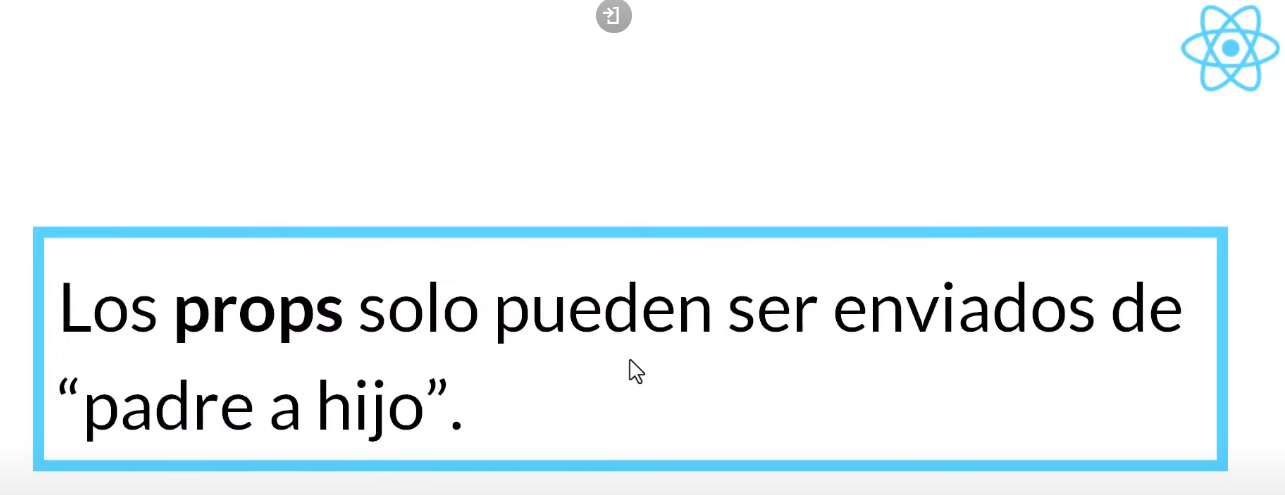 Los props solo pueden ser enviados de
“padre a hijo”.